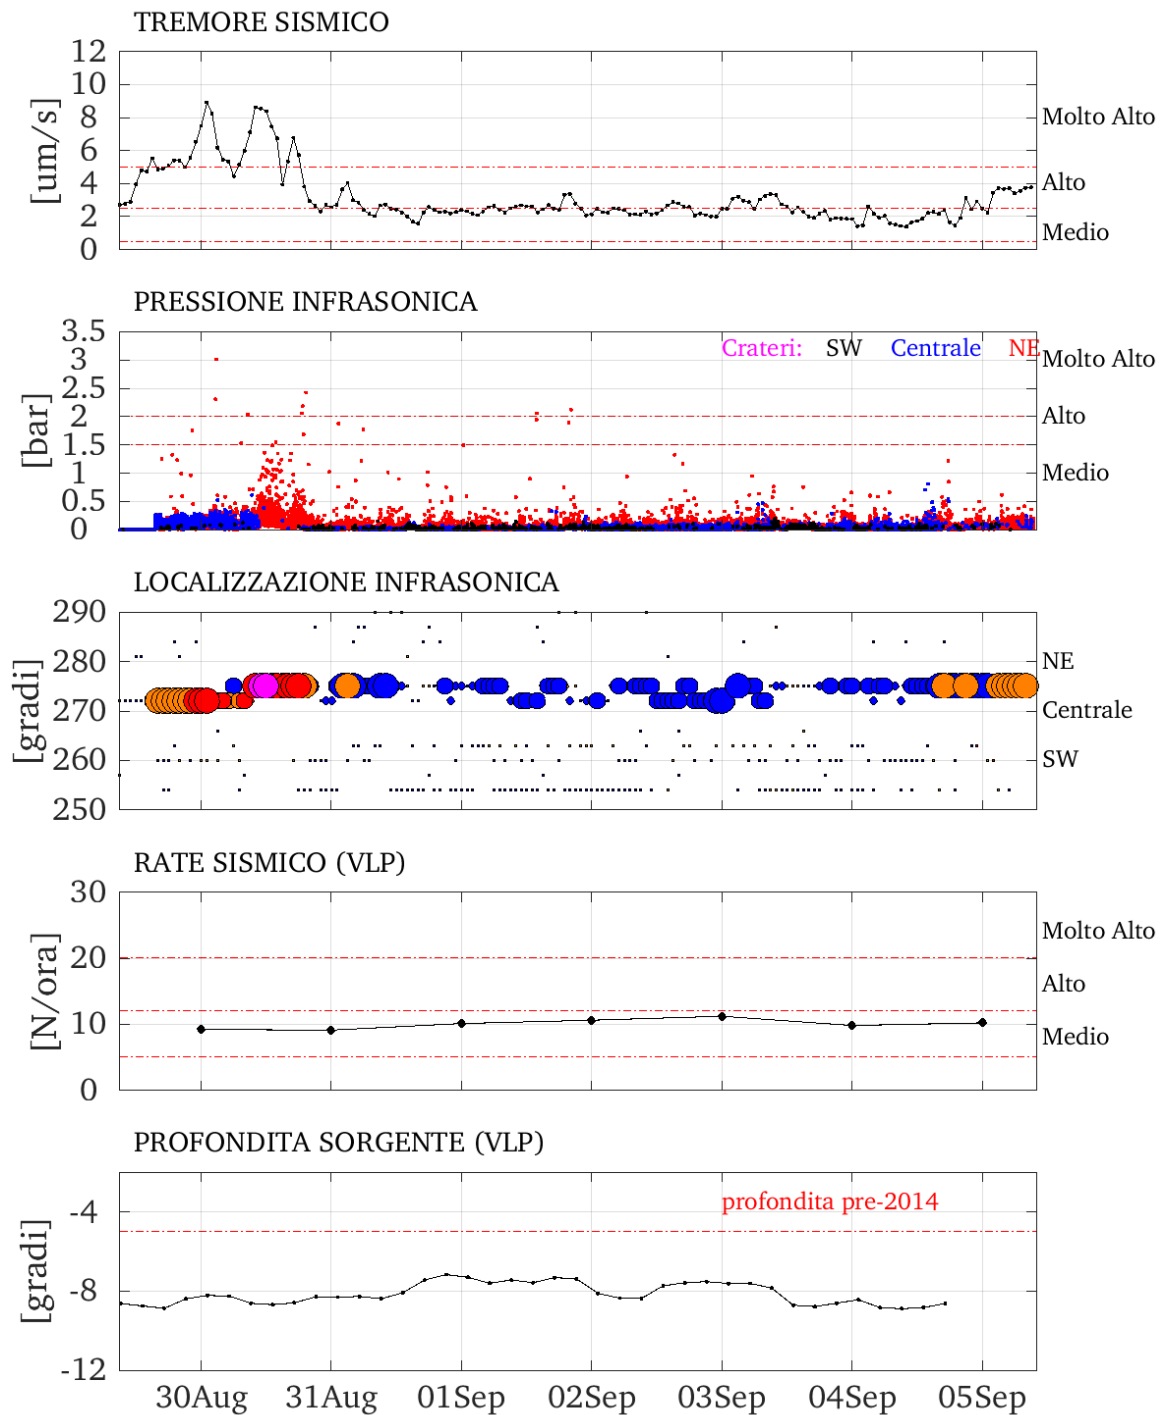 TREMORE SISMICO
12
10
8
6
4
2
0
[um/s]
Molto Alto
Alto
Medio
PRESSIONE INFRASONICA
3.5
3
2.5
2
1.5
1
0.5
0
[bar]
Crateri: SW Centrale NE
Molto Alto
Alto
Medio
LOCALIZZAZIONE INFRASONICA
290
280
270
260
250
[gradi]
NE
Centrale
SW
RATE SISMICO (VLP)
30
20
10
0
[N/ora]
Molto Alto
Alto
Medio
PROFONDITA SORGENTE (VLP)
-4
-8
-12
[gradi]
profondita pre-2014
30Aug 31Aug 01Sep 02Sep 03Sep 04Sep 05Sep